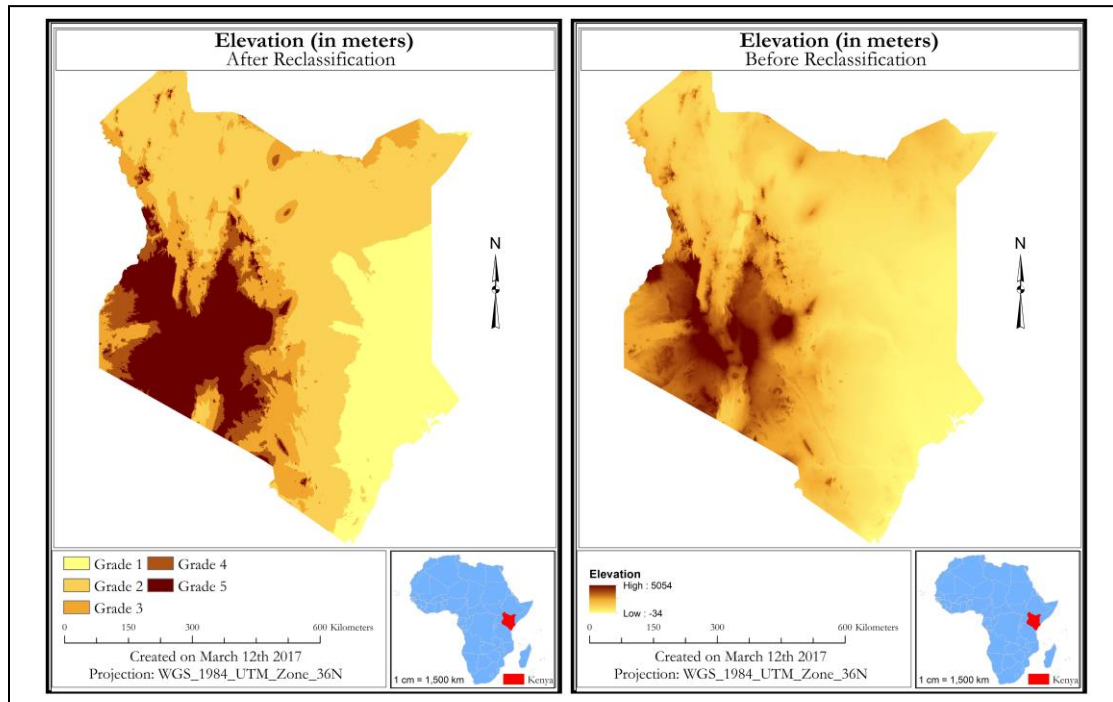 Elevation (in meters)
After Reclassification
N
Grade 1
Grade 4
Grade 2
Grade 5
Grade 3
0 150 300 600 Kilometers
Created on March 12th 2017
Projection: WGS_1984_UTM_Zone_36N
1 cm = 1,500 km
Kenya
Elevation (in meters)
Before Reclassification
N
Elevation
High : 5054
Low : -34
0 150 300 600 Kilometers
Created on March 12th 2017
Projection: WGS_1984_UTM_Zone_36N
1 cm = 1,500 km
Kenya